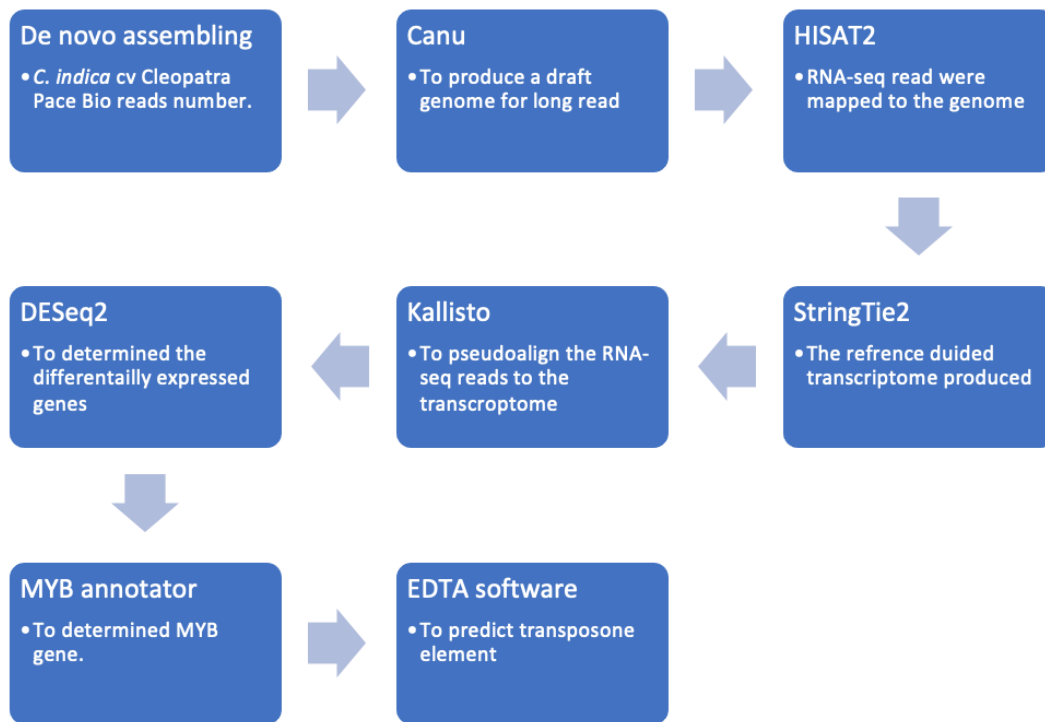 De novo assembling
•C. indica cv Cleopatra
Pace Bio reads number.
Canu
•To produce a draft
genome for long read
HISAT2
•RNA-seq read were
mapped to the genome
StringTie2
•The refrence duided
transcriptome produced
Kallisto
•To pseudoalign the RNA-
seq reads to the
transcroptome
DESeq2
•To determined the
differentailly expressed
genes
MYB annotator
•To determined MYB
gene.
EDTA software
•To predict transposone
element